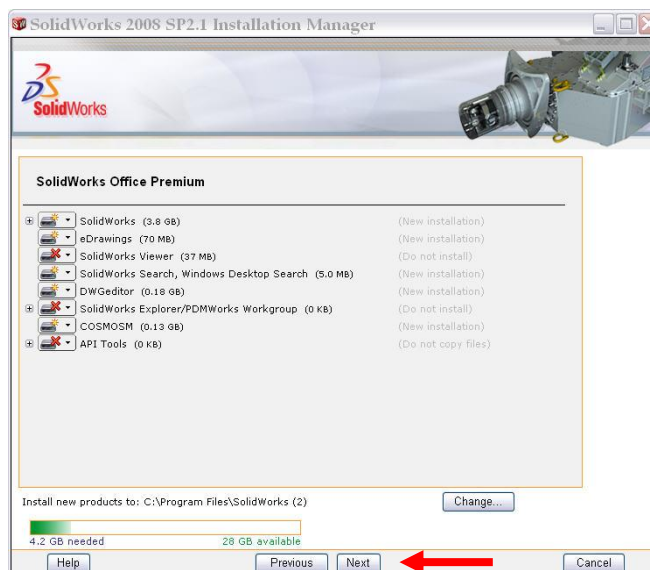 SolidWorks 2008 SP2.1 Installation Manager
SolidWorks
SolidWorks Office Premium
SolidWorks (3.8 GB) (New installation)
eDrawings (70 MB) (New installation)
SolidWorks Viewer (37 MB) (Do not install)
SolidWorks Search, Windows Desktop Search (5.0 MB) (New installation)
DWGeditor (0.18 GB) (New installation)
SolidWorks Explorer/PDMWorks Workgroup (0 KB) (Do not install)
COSMOSM (0.13 GB) (New installation)
API Tools (0 KB) (Do not copy files)
Install new products to: C:\Program Files\SolidWorks (2) Change...
4.2 GB needed 28 GB available
Help Previous Next Cancel